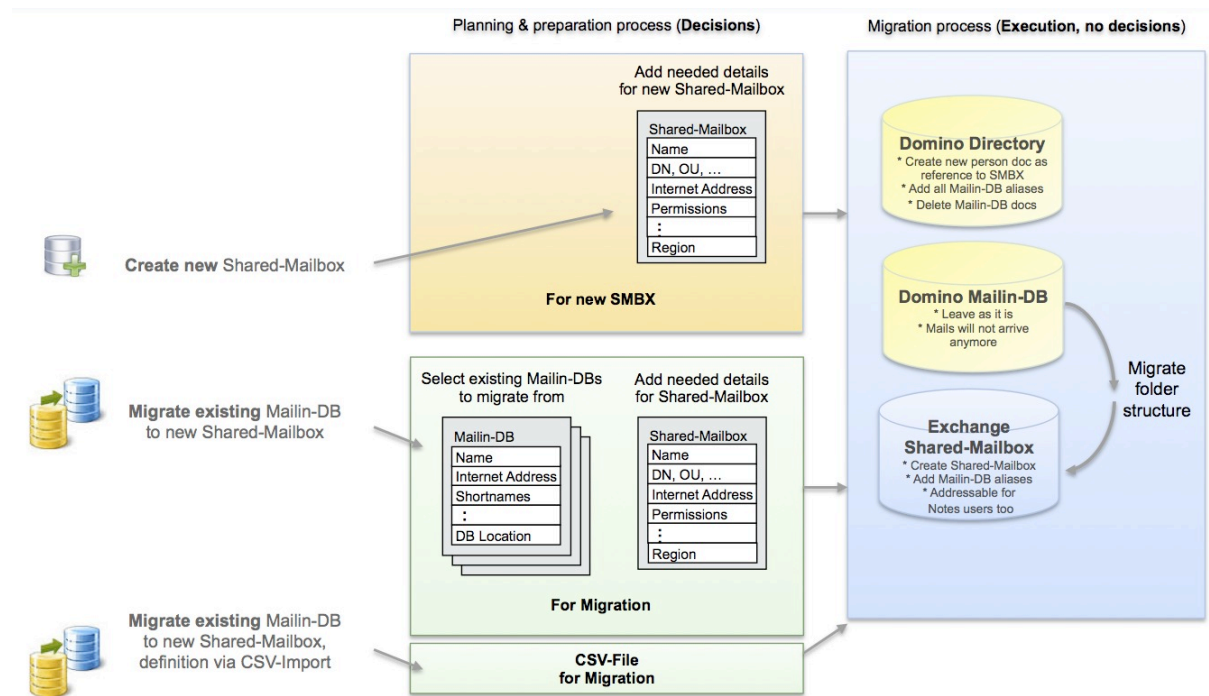 Planning & preparation process (Decisions)
Migration process (Execution, no decisions)
Add needed details
for new Shared-Mailbox
Shared-Mailbox
Name
DN, OU, ...
Internet Address
Permissions
:
Region
For new SMBX
Create new Shared-Mailbox
Migrate existing Mailin-DB
to new Shared-Mailbox
Select existing Mailin-DBs
to migrate from
Mailin-DB
Name
Internet Address
Shortnames
:
DB Location
Add needed details
for Shared-Mailbox
Shared-Mailbox
Name
DN, OU, ...
Internet Address
Permissions
:
Region
For Migration
Migrate existing Mailin-DB
to new Shared-Mailbox,
definition via CSV-Import
CSV-File
for Migration
Domino Directory
* Create new person doc as
reference to SMBX
* Add all Mailin-DB aliases
* Delete Mailin-DB docs
Domino Mailin-DB
* Leave as it is
* Mails will not arrive
anymore
Migrate
folder
structure
Exchange
Shared-Mailbox
* Create Shared-Mailbox
* Add Mailin-DB aliases
* Addressable for
Notes users too